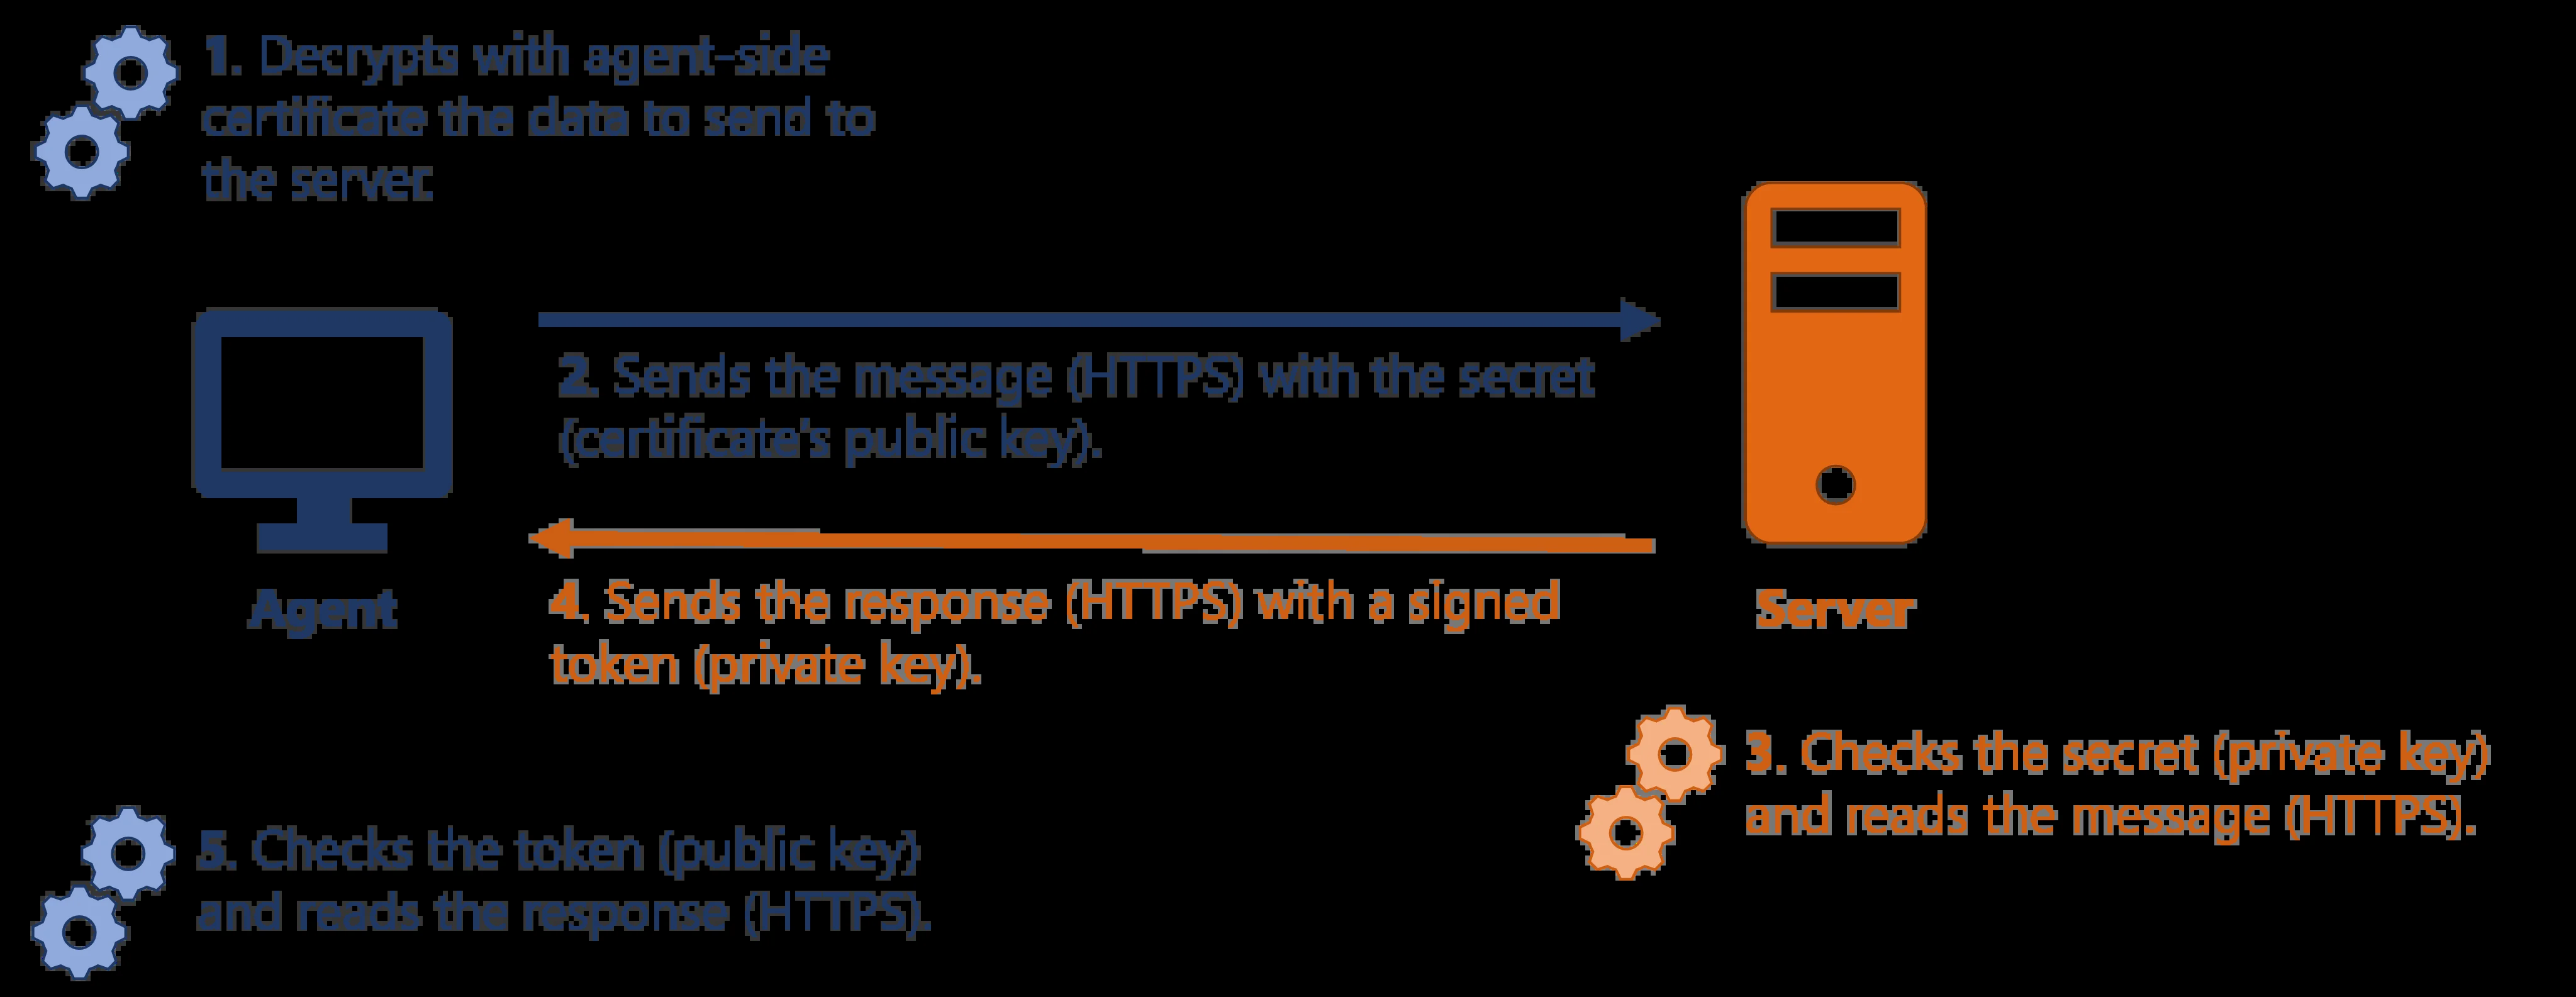 1. Decrypts with agent-side
certificate the data to send to
the server.
2. Sends the message (HTTPS) with the secret
(certificate's public key).
Agent
4. Sends the response (HTTPS) with a signed
token (private key).
Server
3. Checks the secret (private key)
and reads the message (HTTPS).
5. Checks the token (public key)
and reads the response (HTTPS).